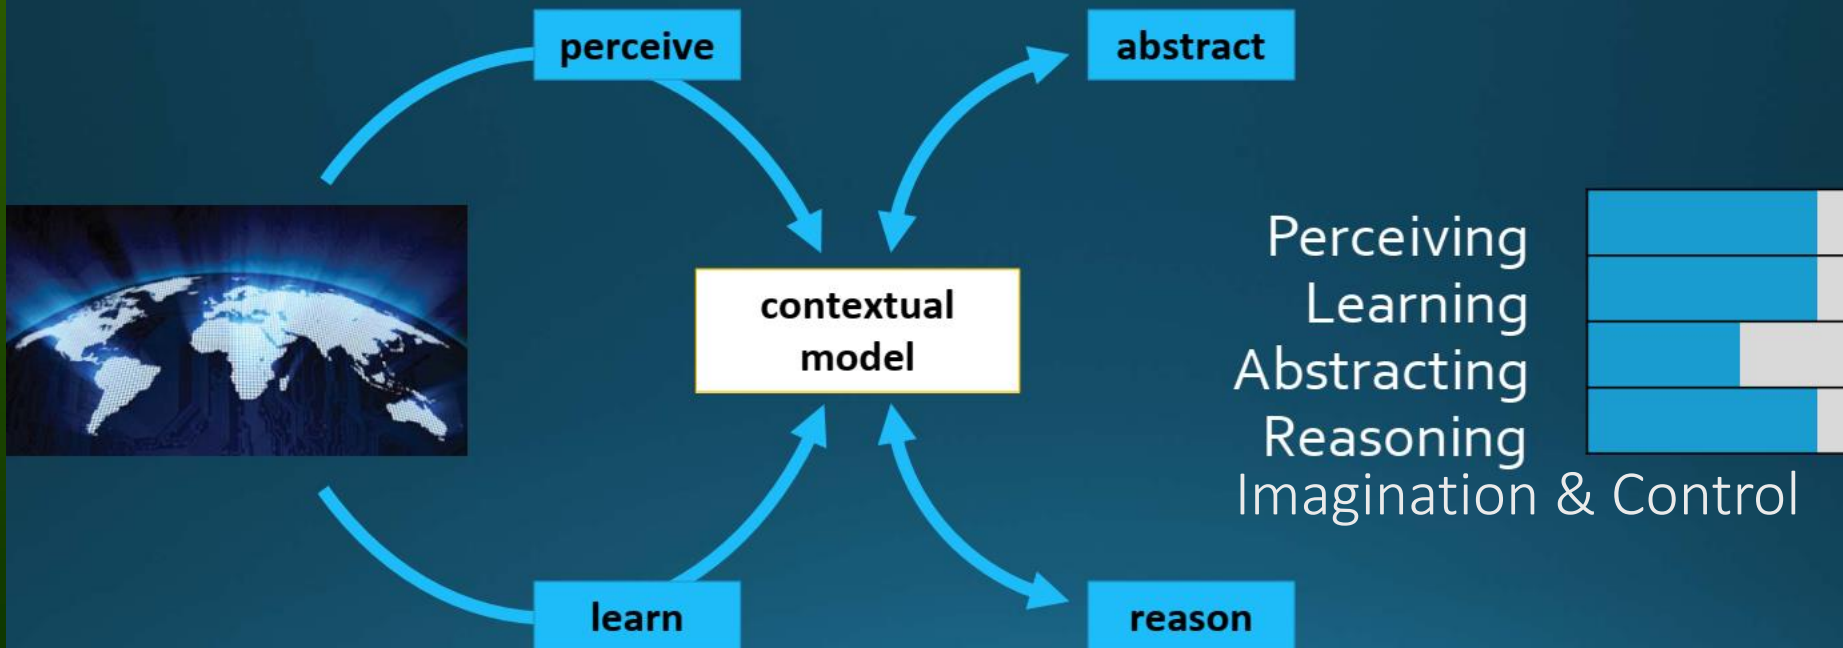 perceive
abstract
contextual
model
learn
reason
Perceiving
Learning
Abstracting
Reasoning
Imagination & Control